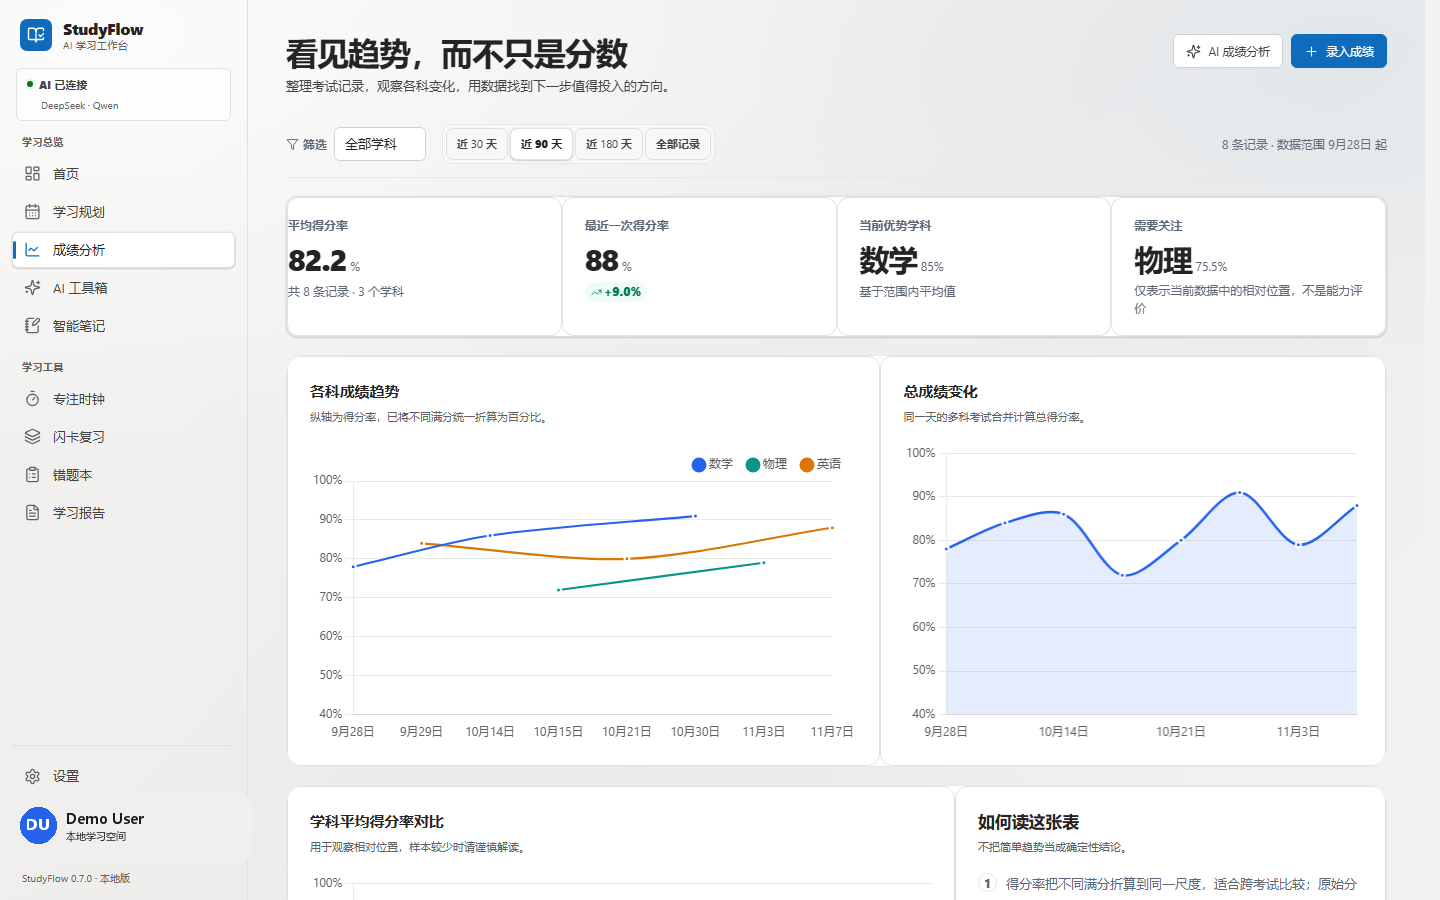 StudyFlow
AI 学习工作台
AI 已连接
DeepSeek · Qwen
学习总览
首页
学习规划
成绩分析
AI 工具箱
智能笔记
学习工具
专注时钟
闪卡复习
错题本
学习报告
设置
DU
Demo User
本地学习空间
StudyFlow 0.7.0 · 本地版
看见趋势，而不只是分数
整理考试记录，观察各科变化，用数据找到下一步值得投入的方向。
AI 成绩分析
录入成绩
筛选
全部学科
近 30 天
近 90 天
近 180 天
全部记录
8 条记录 · 数据范围 9月28日 起
平均得分率
82.2 %
共 8 条记录 · 3 个学科
最近一次得分率
88 %
+9.0%
当前优势学科
数学 85%
基于范围内平均值
需要关注
物理 75.5%
仅表示当前数据中的相对位置，不是能力评
价
各科成绩趋势
纵轴为得分率，已将不同满分统一折算为百分比。
数学 物理 英语
100%
90%
80%
70%
60%
50%
40%
9月28日 9月29日 10月14日 10月15日 10月21日 10月30日 11月3日 11月7日
总成绩变化
同一天的多科考试合并计算总得分率。
100%
90%
80%
70%
60%
50%
40%
9月28日 10月14日 10月21日 11月3日
学科平均得分率对比
用于观察相对位置，样本较少时请谨慎解读。
100%
如何读这张表
不把简单趋势当成确定性结论。
1 得分率把不同满分折算到同一尺度，适合跨考试比较；原始分